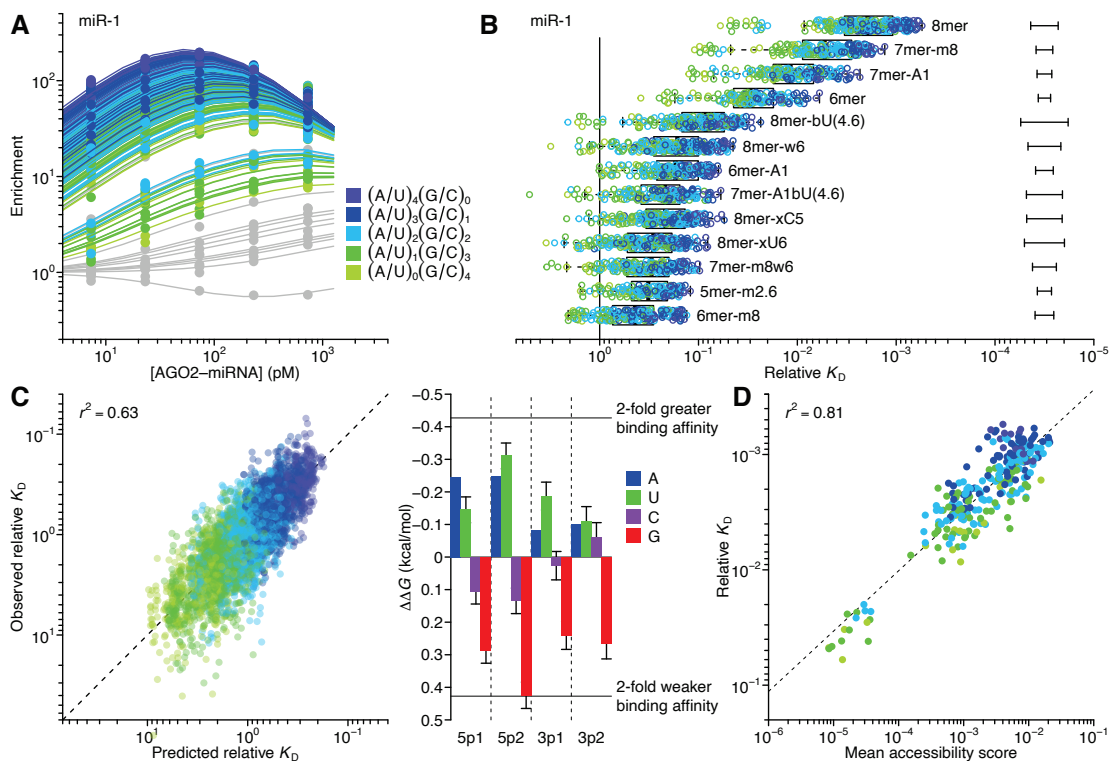 A
miR-1
Enrichment
10²
10¹
10⁰
10¹
10²
10³
[AGO2–miRNA] (pM)
(A/U)₄(G/C)₀
(A/U)₃(G/C)₁
(A/U)₂(G/C)₂
(A/U)₁(G/C)₃
(A/U)₀(G/C)₄
B
miR-1
8mer
7mer-m8
7mer-A1
6mer
8mer-bU(4.6)
8mer-w6
6mer-A1
7mer-A1bU(4.6)
8mer-xC5
8mer-xU6
7mer-m8w6
5mer-m2.6
6mer-m8
10⁰
10⁻¹
10⁻²
10⁻³
10⁻⁴
10⁻⁵
Relative K_D
C
r² = 0.63
Observed relative K_D
10⁻¹
10⁰
10¹
10¹
10⁰
10⁻¹
Predicted relative K_D
ΔΔG (kcal/mol)
–0.5
–0.4
–0.3
–0.2
–0.1
0
0.1
0.2
0.3
0.4
0.5
2-fold greater
binding affinity
A
U
C
G
2-fold weaker
binding affinity
5p1
5p2
3p1
3p2
D
r² = 0.81
Relative K_D
10⁻³
10⁻²
10⁻¹
10⁻⁶
10⁻⁵
10⁻⁴
10⁻³
10⁻²
10⁻¹
Mean accessibility score